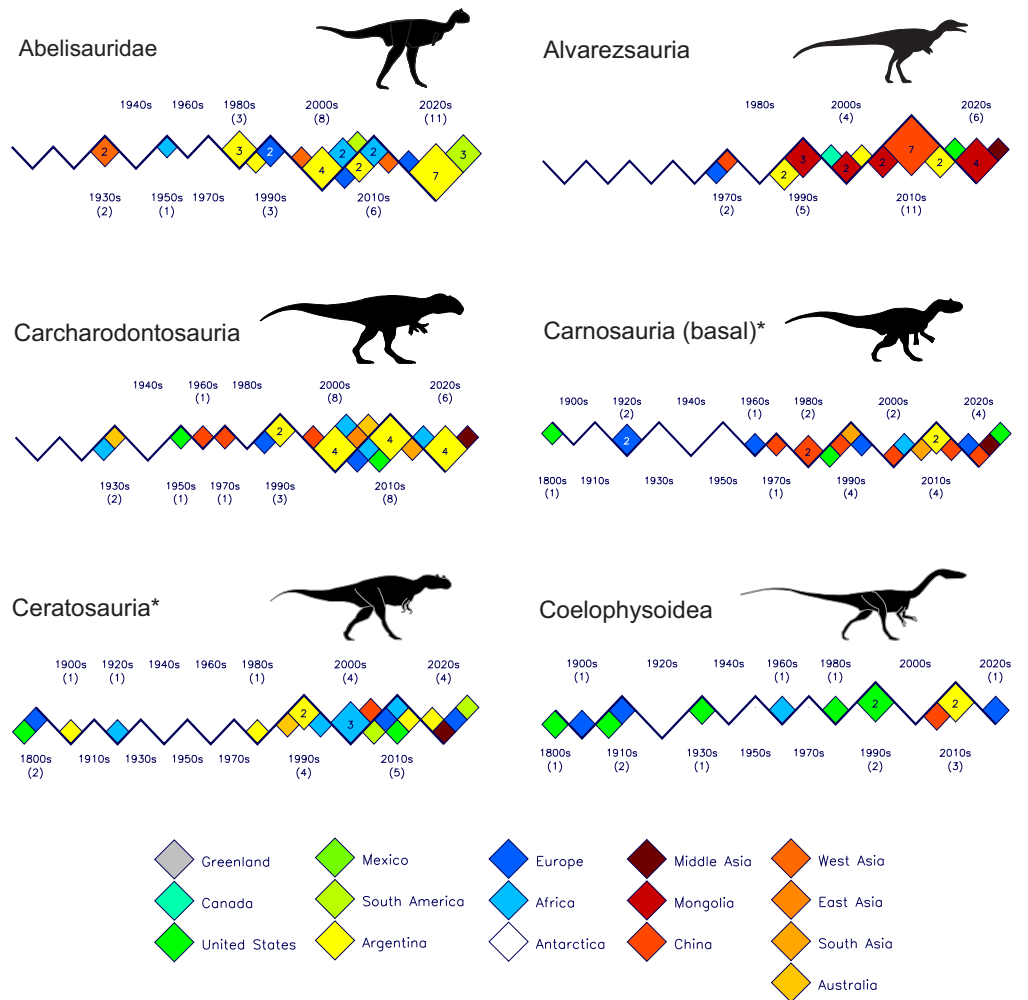 Abelisauridae
1940s 1960s 1980s 2000s 2020s
(3) (8) (11)
2 3 2 4 2 2 2 7 3
1930s 1950s 1970s 1990s 2010s
(2) (1) (3) (6)
Alvarezsauria
1980s 2000s 2020s
(4) (6)
2 3 2 2 7 2 4
1970s 1990s 2010s
(2) (5) (11)
Carcharodontosauria
1940s 1960s 1980s 2000s 2020s
(1) (8) (6)
2 4 4 4
1930s 1950s 1970s 1990s 2010s
(2) (1) (1) (3) (8)
Carnosauria (basal)*
1900s 1920s 1940s 1960s 1980s 2000s 2020s
(2) (1) (2) (2) (4)
2 2 2
1800s 1910s 1930s 1950s 1970s 1990s 2010s
(1) (1) (4) (4)
Ceratosauria*
1900s 1920s 1940s 1960s 1980s 2000s 2020s
(1) (1) (1) (4) (4)
2 3
1800s 1910s 1930s 1950s 1970s 1990s 2010s
(2) (4) (5)
Coelophysoidea
1900s 1920s 1940s 1960s 1980s 2000s 2020s
(1) (1) (1) (1)
2 2
1800s 1910s 1930s 1950s 1970s 1990s 2010s
(1) (2) (1) (2) (3)
Greenland
Canada
United States
Mexico
South America
Argentina
Europe
Africa
Antarctica
Middle Asia
Mongolia
China
West Asia
East Asia
South Asia
Australia